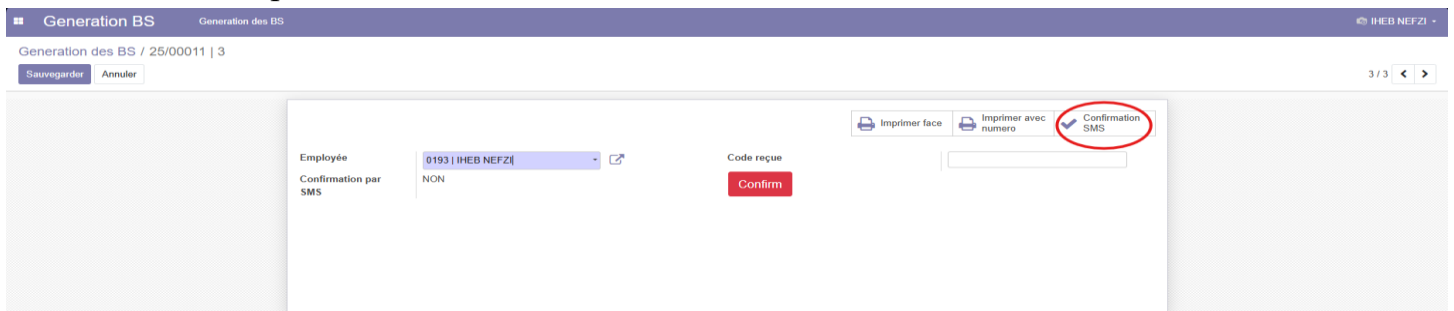 Generation BS Generation des BS IHEB NEFZI
Generation des BS / 25/00011 | 3
Sauvegarder Annuler 3 / 3
Imprimer face Imprimer avec numero Confirmation SMS
Employée 0193 | IHEB NEFZI Code reçue
Confirmation par SMS NON Confirm